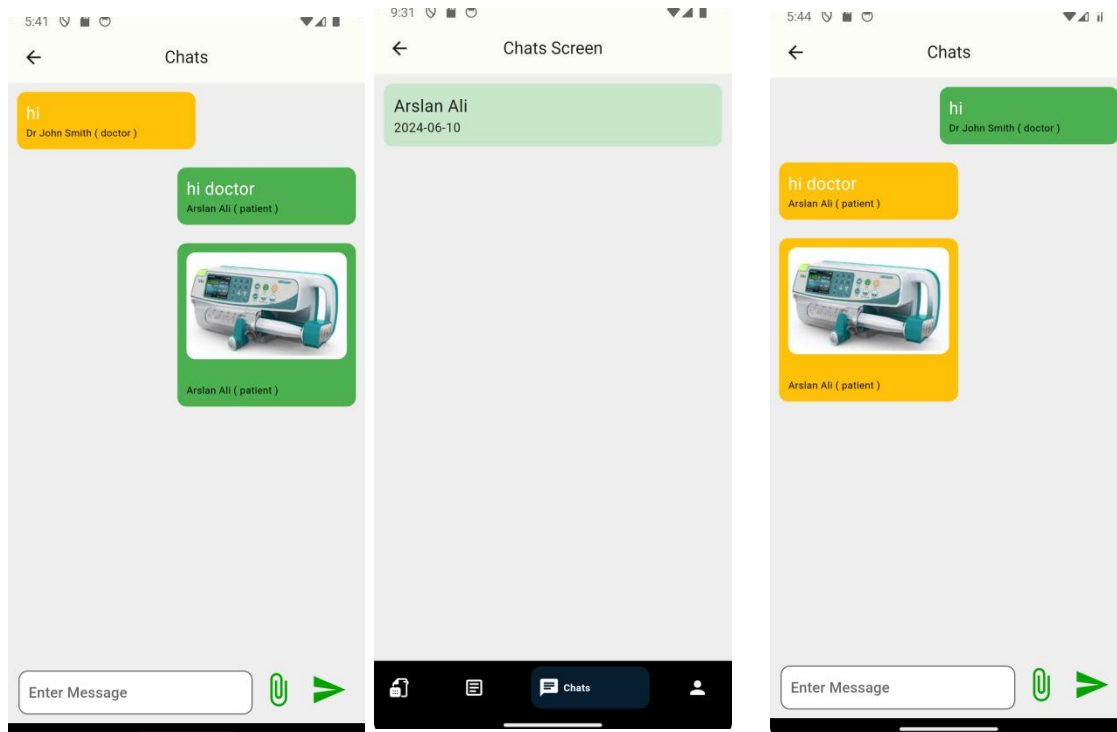 5:41
Chats
hi
Dr John Smith ( doctor )
hi doctor
Arslan Ali ( patient )
Arslan Ali ( patient )
Enter Message
9:31
Chats Screen
Arslan Ali
2024-06-10
Chats
5:44
Chats
hi
Dr John Smith ( doctor )
hi doctor
Arslan Ali ( patient )
Arslan Ali ( patient )
Enter Message